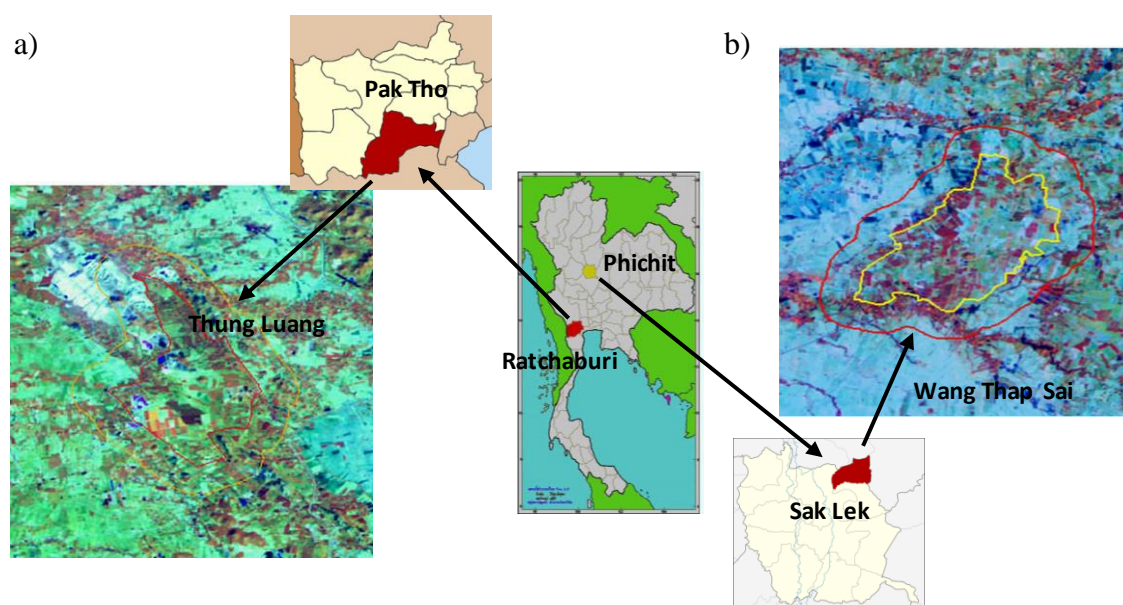 a)
b)
Pak Tho
Thung Luang
Phichit
Ratchaburi
Wang Thap Sai
Sak Lek